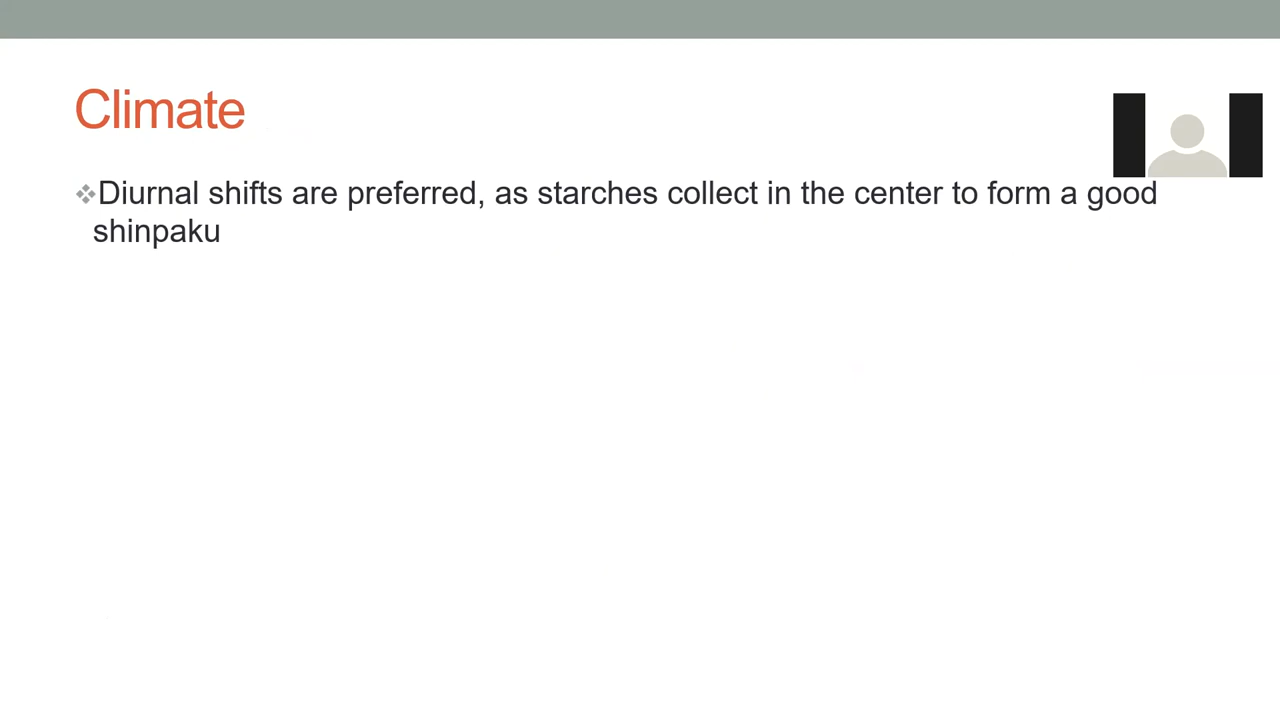 Climate
❖Diurnal shifts are preferred, as starches collect in the center to form a good
shinpaku